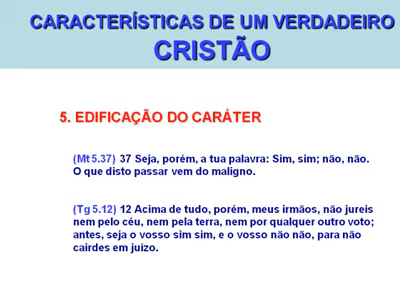 CARACTERÍSTICAS DE UM VERDADEIRO
CRISTÃO
5. EDIFICAÇÃO DO CARÁTER
(Mt 5.37) 37 Seja, porém, a tua palavra: Sim, sim; não, não.
O que disto passar vem do maligno.
(Tg 5.12) 12 Acima de tudo, porém, meus irmãos, não jureis
nem pelo céu, nem pela terra, nem por qualquer outro voto;
antes, seja o vosso sim sim, e o vosso não não, para não
cairdes em juízo.